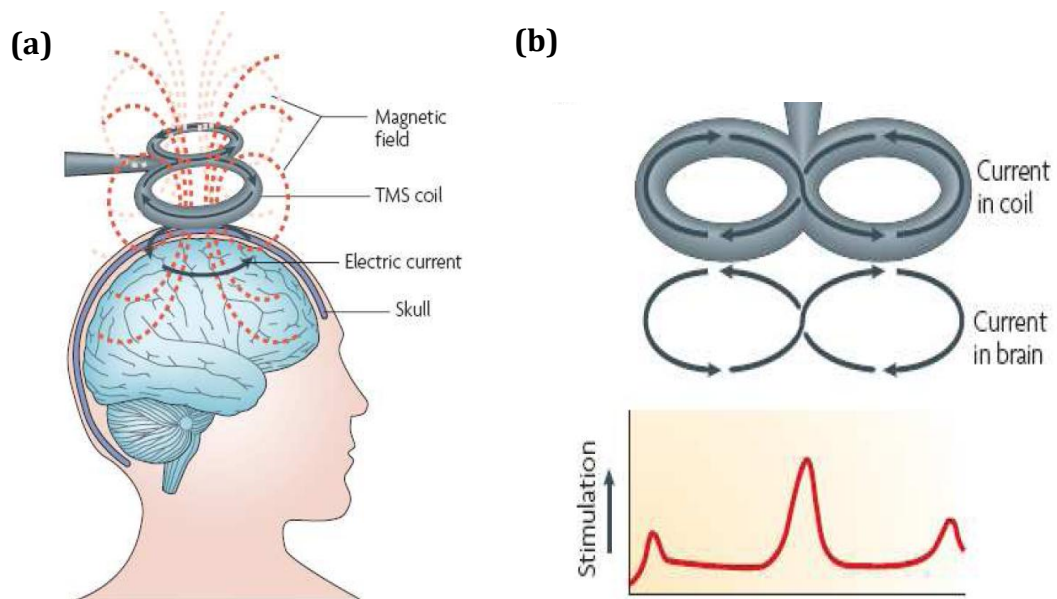 (a)
Magnetic
field
TMS coil
Electric current
Skull
(b)
Current
in coil
Current
in brain
Stimulation